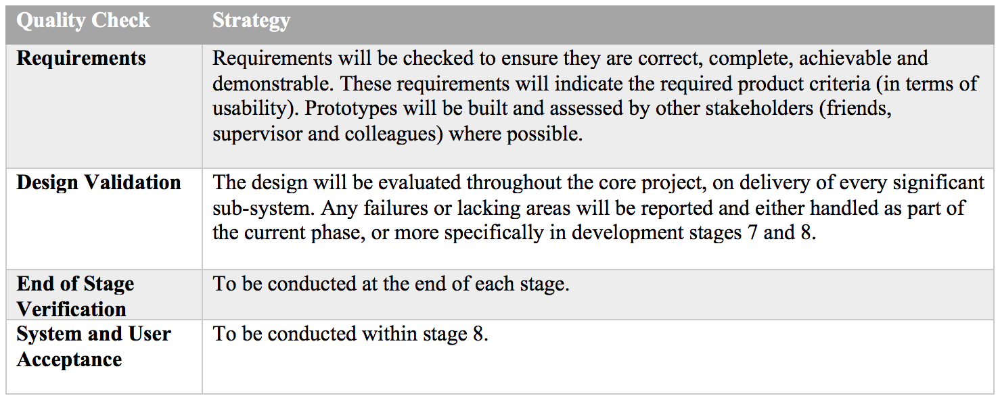 Quality Check Strategy
Requirements Requirements will be checked to ensure they are correct, complete, achievable and
demonstrable. These requirements will indicate the required product criteria (in terms of
usability). Prototypes will be built and assessed by other stakeholders (friends,
supervisor and colleagues) where possible.
Design Validation The design will be evaluated throughout the core project, on delivery of every significant
sub-system. Any failures or lacking areas will be reported and either handled as part of
the current phase, or more specifically in development stages 7 and 8.
End of Stage To be conducted at the end of each stage.
Verification
System and User To be conducted within stage 8.
Acceptance